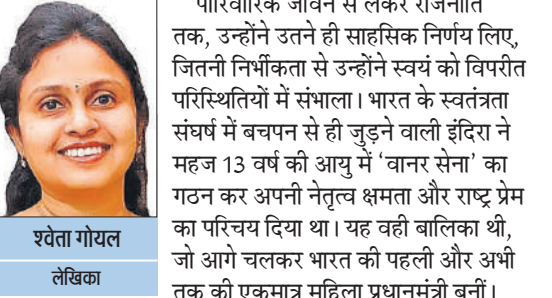 पारिवारिक जीवन से लेकर राजनीति
तक, उन्होंने उतने ही साहसिक निर्णय लिए,
जितनी निर्भीकता से उन्होंने स्वयं को विपरीत
परिस्थितियों में संभाला। भारत के स्वतंत्रता
संघर्ष में बचपन से ही जुड़ने वाली इंदिरा ने
महज 13 वर्ष की आयु में ‘वानर सेना’ का
गठन कर अपनी नेतृत्व क्षमता और राष्ट्र प्रेम
का परिचय दिया था। यह वही बालिका थी,
जो आगे चलकर भारत की पहली और अभी
तक की एकमात्र महिला प्रधानमंत्री बनीं।
श्वेता गोयल
लेखिका